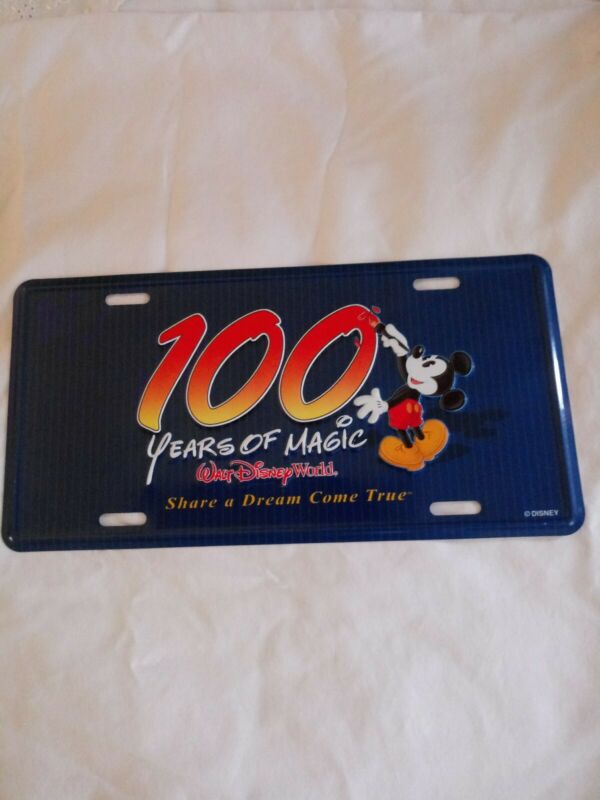 100
YEARS OF MAGIC
Walt Disney World®
Share a Dream Come True™
© DISNEY